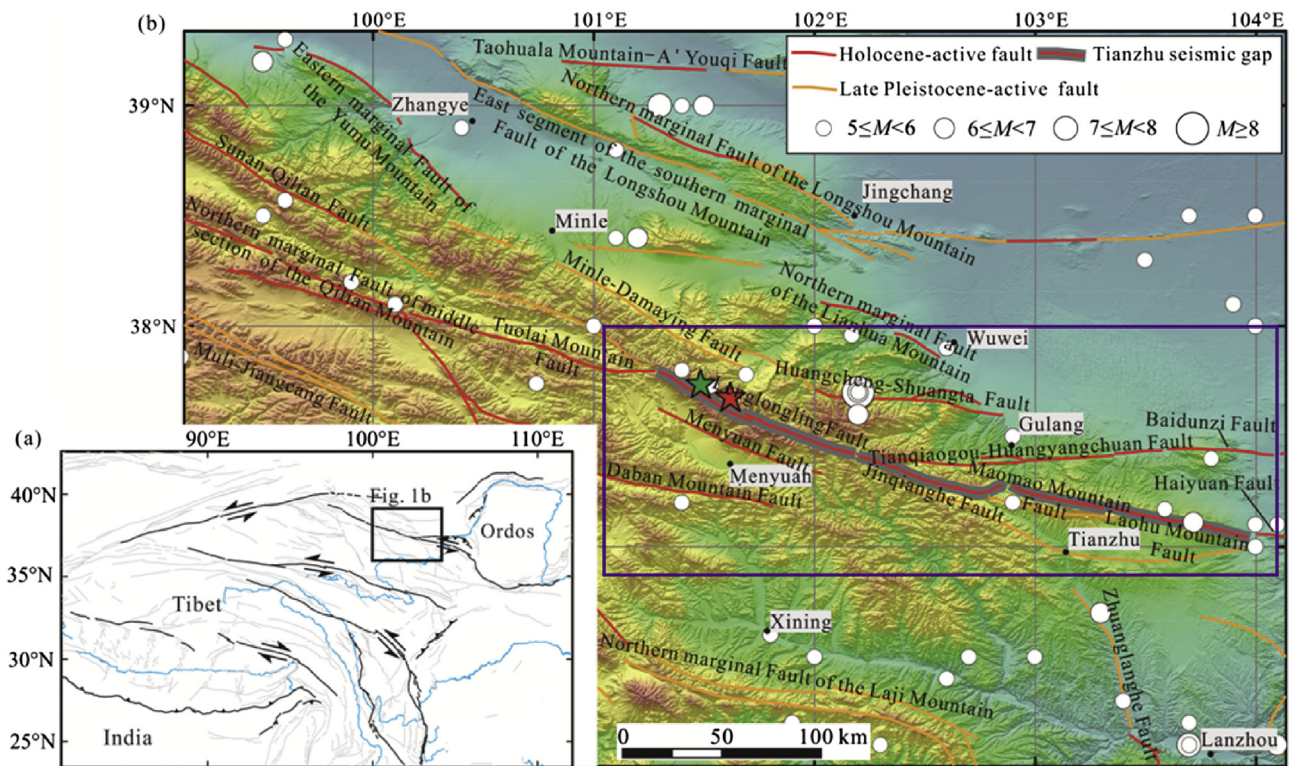 (b)
100°E
101°E
102°E
103°E
104°E
39°N
38°N
Holocene-active fault
Tianzhu seismic gap
Late Pleistocene-active fault
5≤M<6
6≤M<7
7≤M<8
M≥8
Taohuala Mountain-A' Youqi Fault
Eastern marginal Fault of
the Yumu Mountain
Zhangye
East segment of the southern marginal
Fault of the Longshou Mountain
Northern marginal Fault of the Longshou Mountain
Jingchang
Sunan-Qilian Fault
Minle
Northern marginal Fault of middle
section of the Qilian Mountain
Minle-Damaying Fault
Northern marginal Fault
of the Lianhua Mountain
Tuolai Mountain
Fault
Wuwei
Muli-Jiangcang Fault
Huangcheng-Shuangta Fault
Gulang
Baidunzi Fault
Menyuan Fault
Tianqiaogou-Huangyangchuan Fault
Menyuan
Daban Mountain Fault
Jinqianghe Fault
Maomao Mountain
Fault
Haiyuan Fault
Laohu Mountain
Fault
Tianzhu
Xining
Zhuanglanghe Fault
Northern marginal Fault of the Laji Mountain
Lanzhou
0
50
100 km
(a)
90°E
100°E
110°E
40°N
35°N
30°N
25°N
Fig. 1b
Ordos
Tibet
India